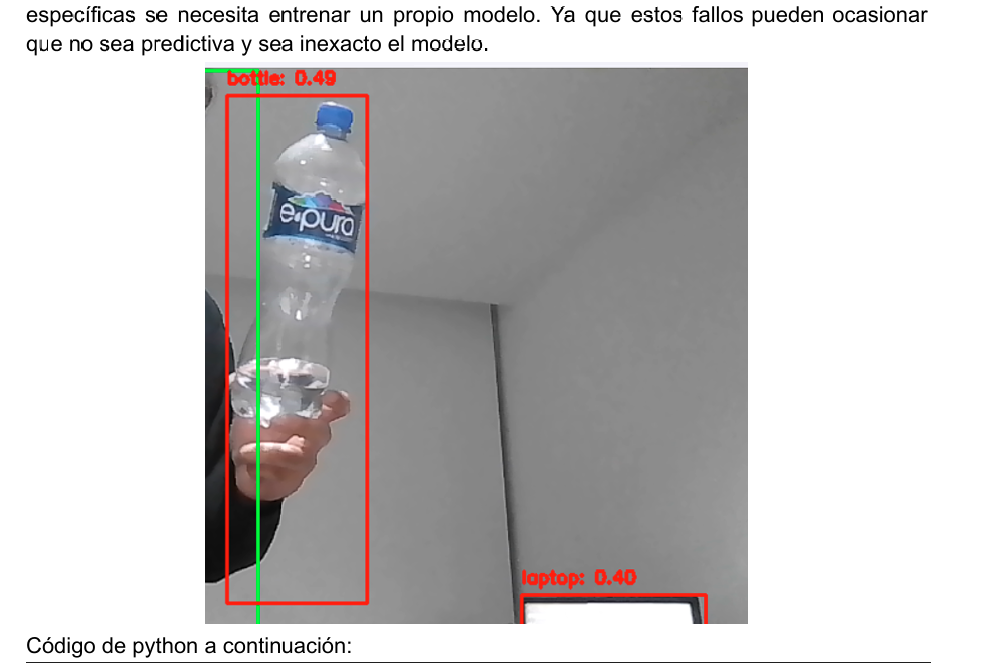 específicas se necesita entrenar un propio modelo. Ya que estos fallos pueden ocasionar
que no sea predictiva y sea inexacto el modelo.
bottle: 0.49
e·pura
laptop: 0.40
Código de python a continuación: